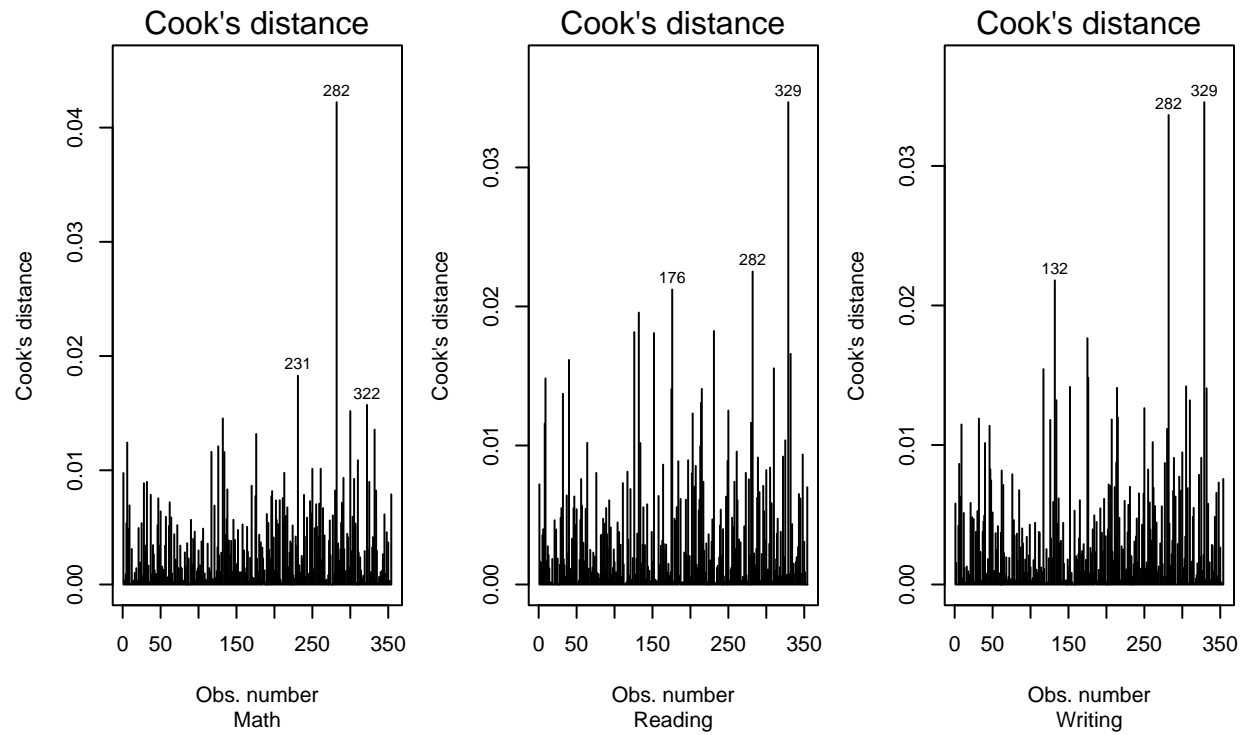 Cook's distance
282
231
322
0.04
0.03
0.02
0.01
0.00
Cook's distance
0 50 150 250 350
Obs. number
Math
Cook's distance
329
282
176
0.03
0.02
0.01
0.00
Cook's distance
0 50 150 250 350
Obs. number
Reading
Cook's distance
329
282
132
0.03
0.02
0.01
0.00
Cook's distance
0 50 150 250 350
Obs. number
Writing